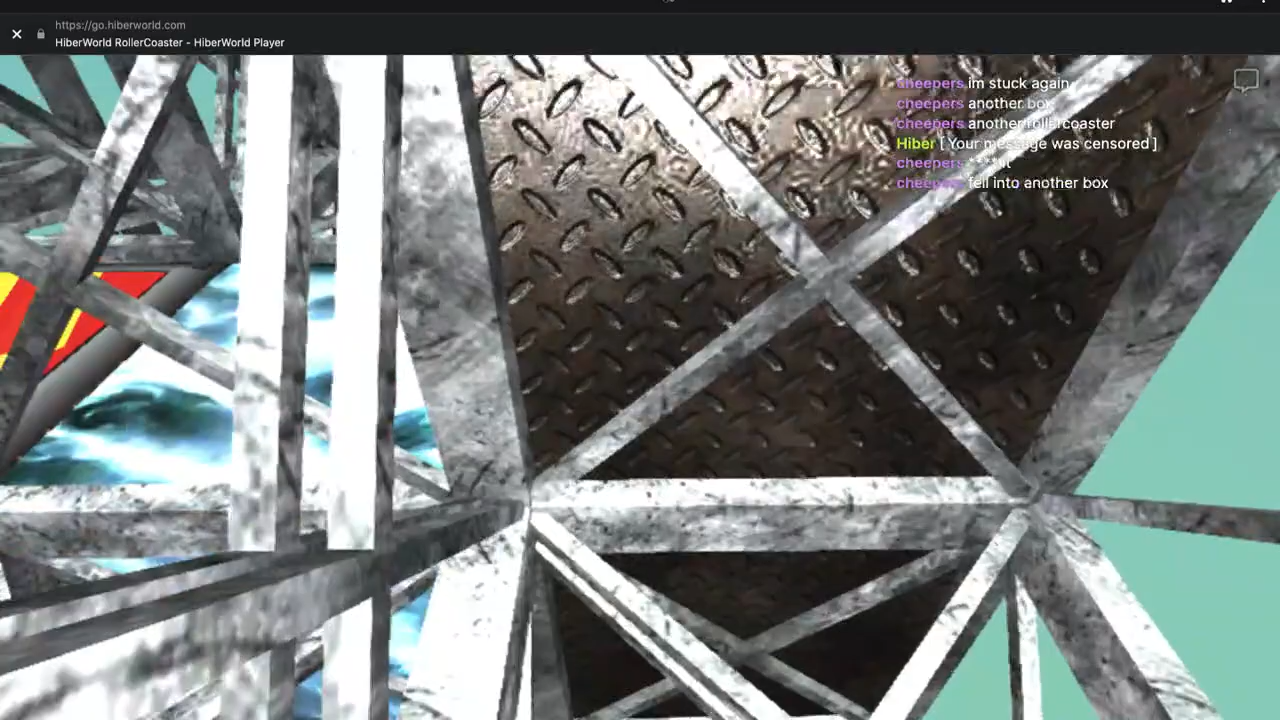 https://go.hiberworld.com
HiberWorld RollerCoaster - HiberWorld Player
cheepers im stuck again
cheepers another box
cheepers another rollercoaster
Hiber [ Your message was censored ]
cheepers
cheepers fell into another box